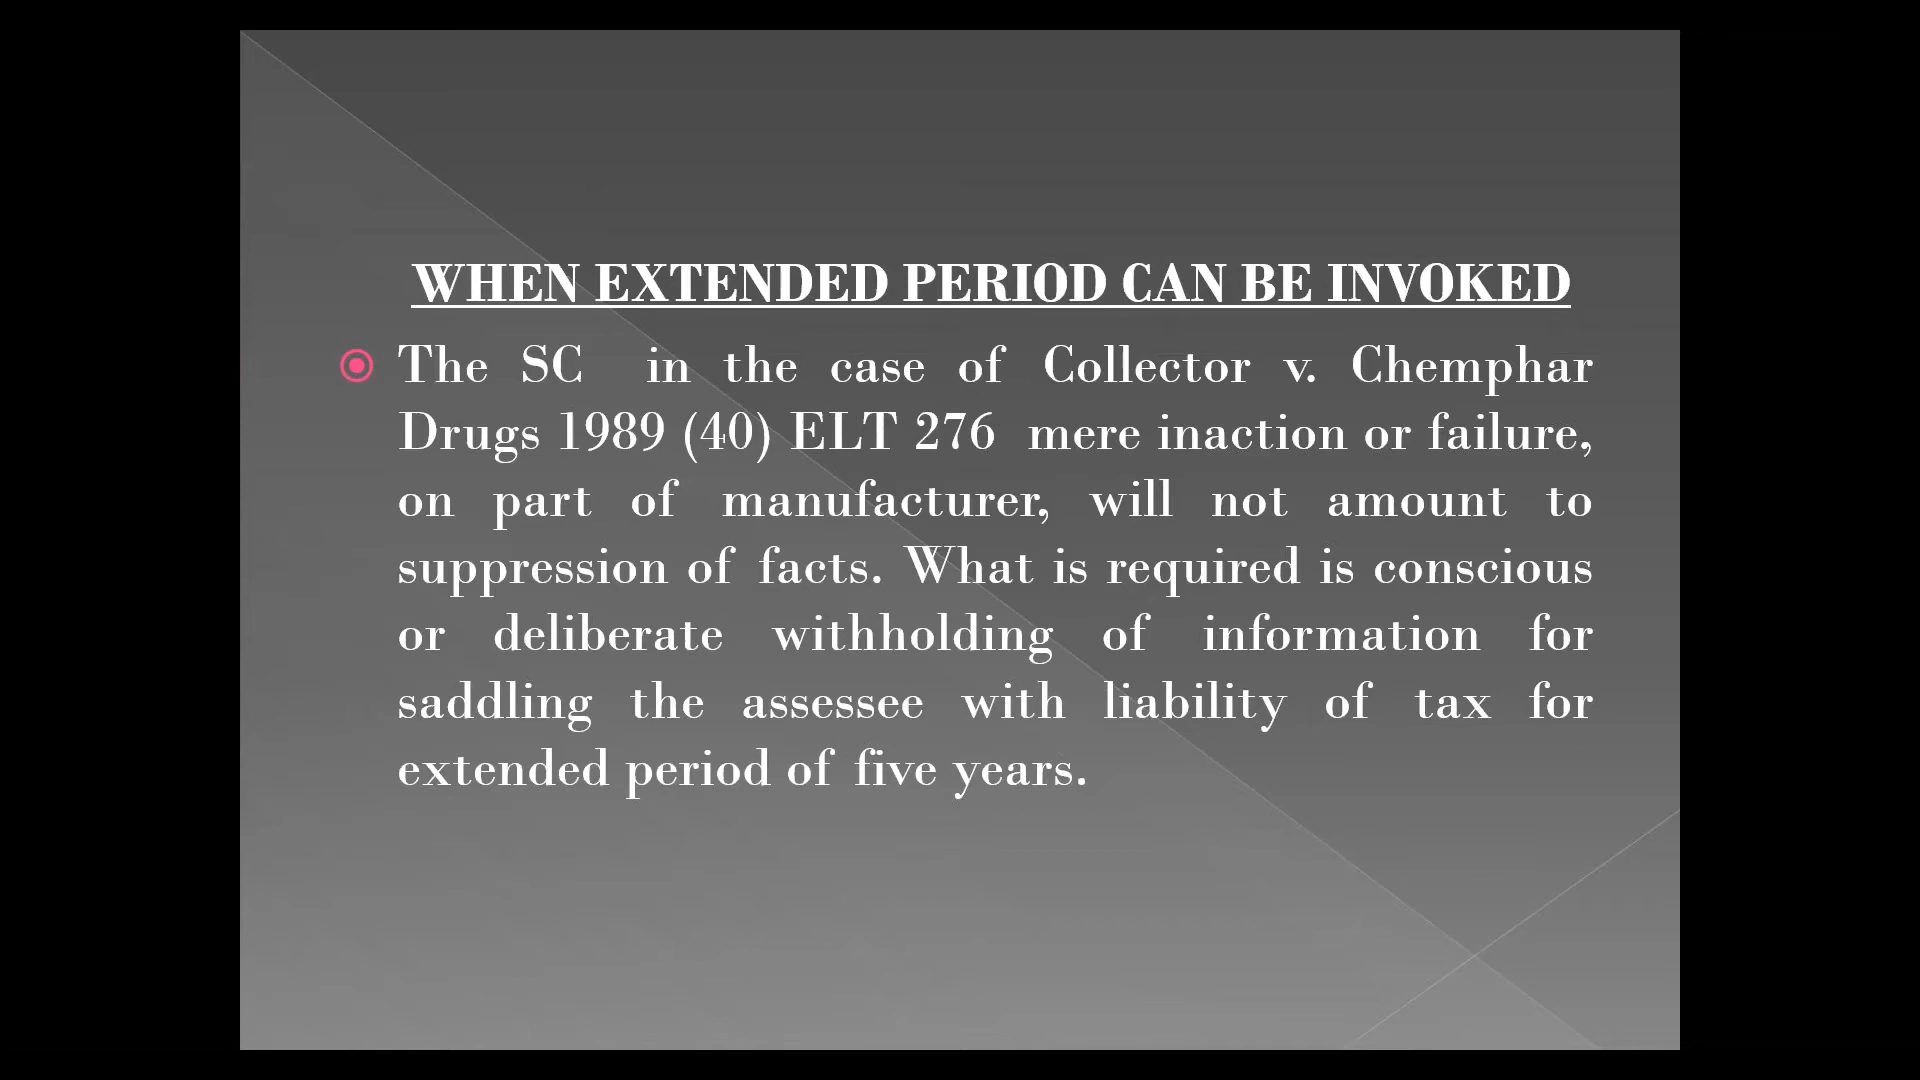 WHEN EXTENDED PERIOD CAN BE INVOKED
The SC in the case of Collector v. Chemphar
Drugs 1989 (40) ELT 276 mere inaction or failure,
on part of manufacturer, will not amount to
suppression of facts. What is required is conscious
or deliberate withholding of information for
saddling the assessee with liability of tax for
extended period of five years.